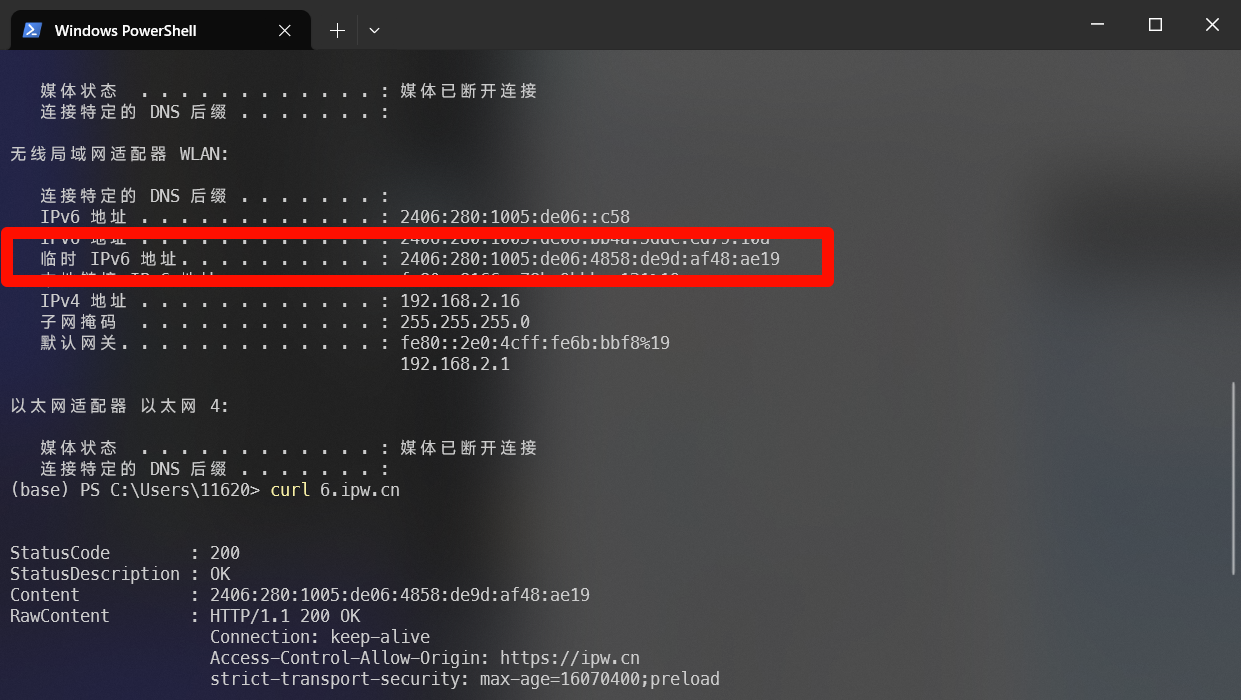 Windows PowerShell
媒体状态 . . . . . . . . . . . . : 媒体已断开连接
连接特定的 DNS 后缀 . . . . . . . :
无线局域网适配器 WLAN:
连接特定的 DNS 后缀 . . . . . . . :
IPv6 地址 . . . . . . . . . . . . : 2406:280:1005:de06::c58
IPv6 地址 . . . . . . . . . . . . : 2406:280:1005:de06:
临时 IPv6 地址. . . . . . . . . . : 2406:280:1005:de06:4858:de9d:af48:ae19
IPv4 地址 . . . . . . . . . . . . : 192.168.2.16
子网掩码 . . . . . . . . . . . . : 255.255.255.0
默认网关. . . . . . . . . . . . . : fe80::2e0:4cff:fe6b:bbf8%19
192.168.2.1
以太网适配器 以太网 4:
媒体状态 . . . . . . . . . . . . : 媒体已断开连接
连接特定的 DNS 后缀 . . . . . . . :
(base) PS C:\Users\11620> curl 6.ipw.cn
StatusCode : 200
StatusDescription : OK
Content : 2406:280:1005:de06:4858:de9d:af48:ae19
RawContent : HTTP/1.1 200 OK
Connection: keep-alive
Access-Control-Allow-Origin: https://ipw.cn
strict-transport-security: max-age=16070400;preload